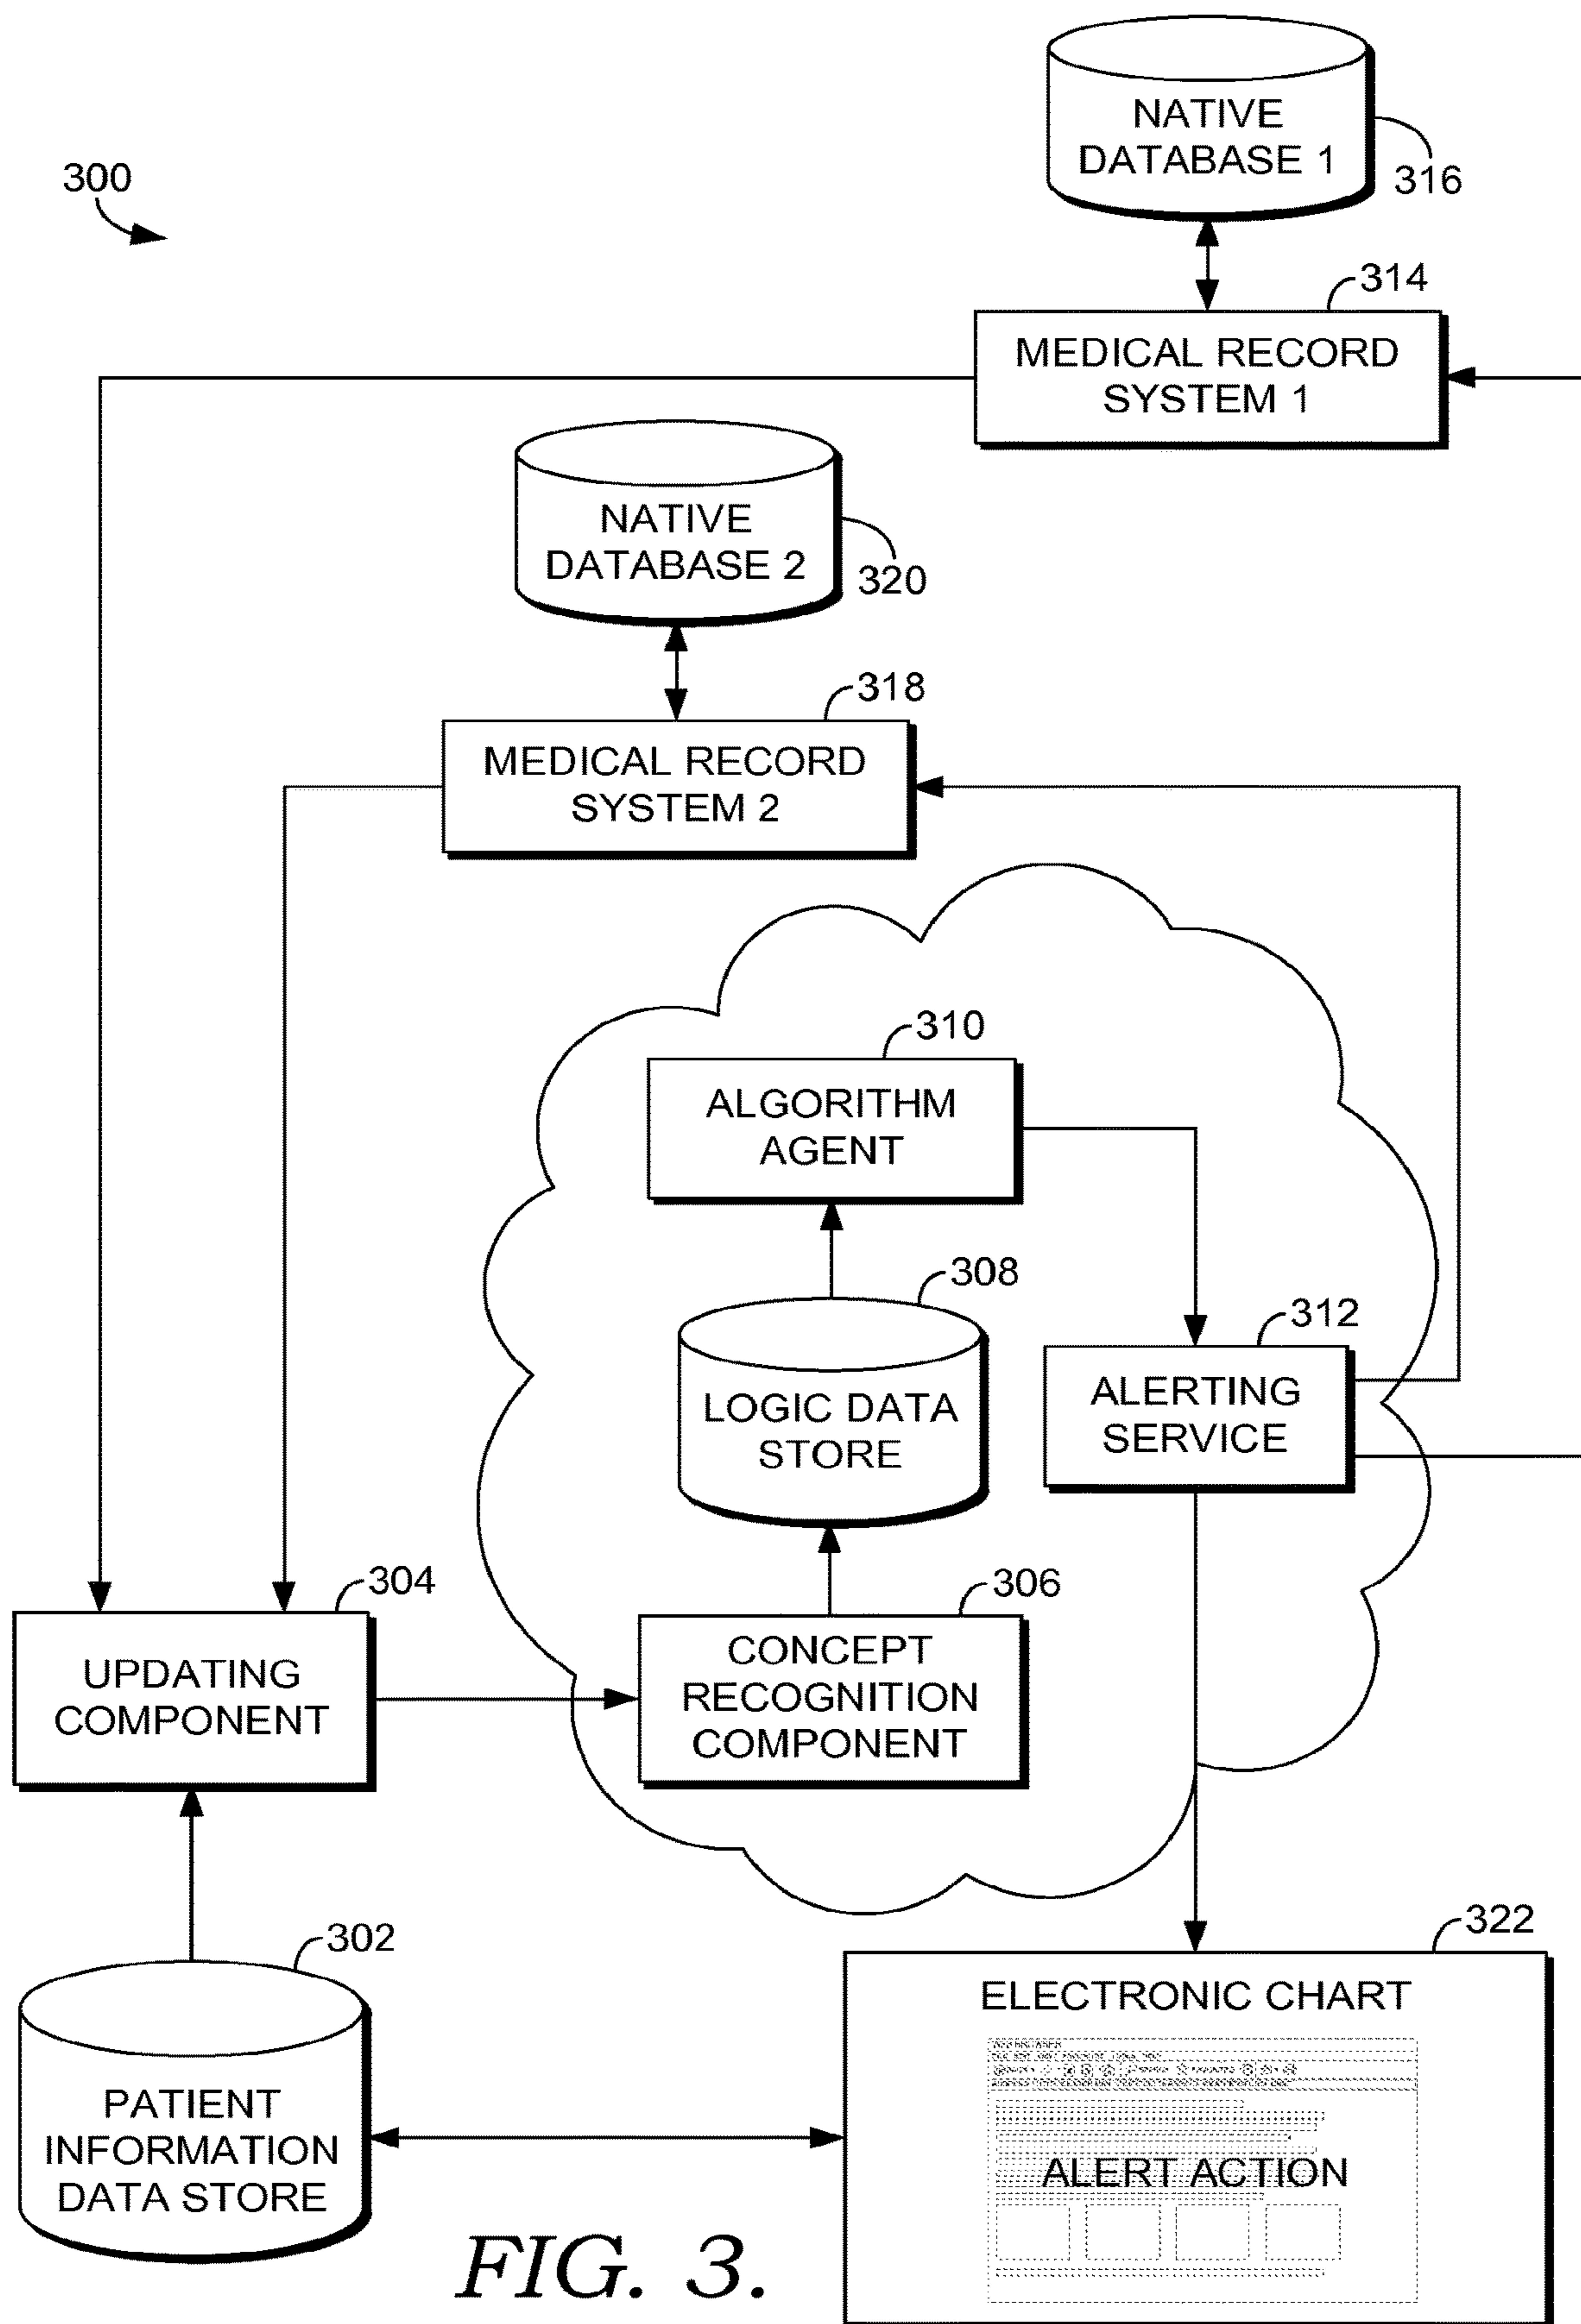 NATIVE
DATABASE 1
316
300
314
MEDICAL RECORD
SYSTEM 1
NATIVE
DATABASE 2
320
318
MEDICAL RECORD
SYSTEM 2
310
ALGORITHM
AGENT
308
LOGIC DATA
STORE
312
ALERTING
SERVICE
304
UPDATING
COMPONENT
306
CONCEPT
RECOGNITION
COMPONENT
302
PATIENT
INFORMATION
DATA STORE
322
ELECTRONIC CHART
ALERT ACTION
FIG. 3.